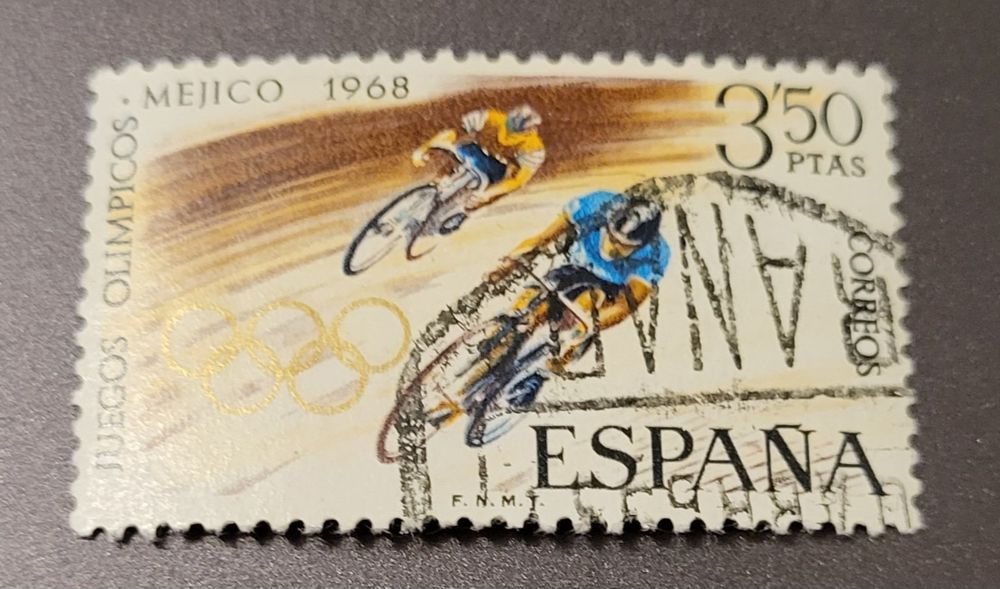 JUEGOS OLIMPICOS · MEJICO 1968
3'50
PTAS
CORREOS
ESPAÑA
F. N. M. T.